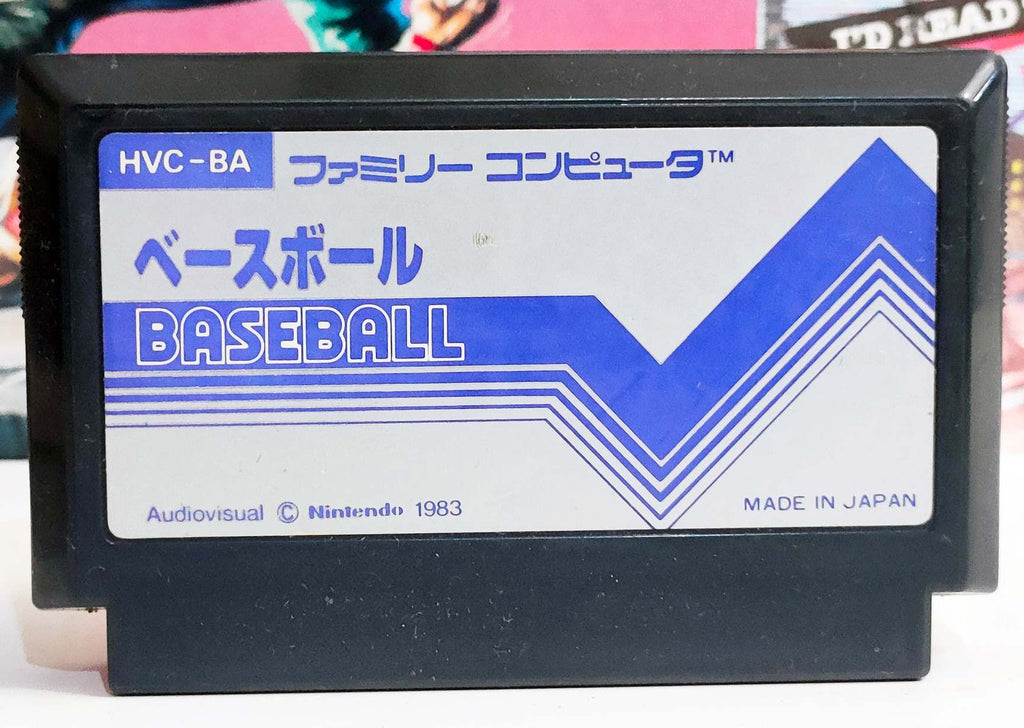 I'D READ
HVC-BA
ファミリー コンピュータ™
ベースボール
BASEBALL
Audiovisual © Nintendo 1983
MADE IN JAPAN